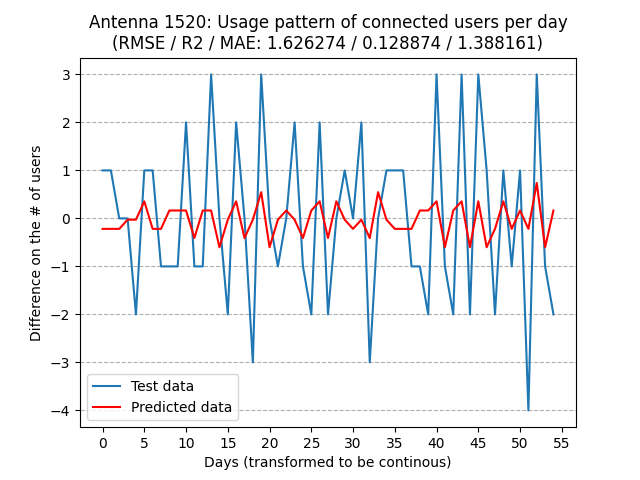 Antenna 1520: Usage pattern of connected users per day
(RMSE / R2 / MAE: 1.626274 / 0.128874 / 1.388161)
Difference on the # of users
3
2
1
0
−1
−2
−3
−4
Test data
Predicted data
0 5 10 15 20 25 30 35 40 45 50 55
Days (transformed to be continous)